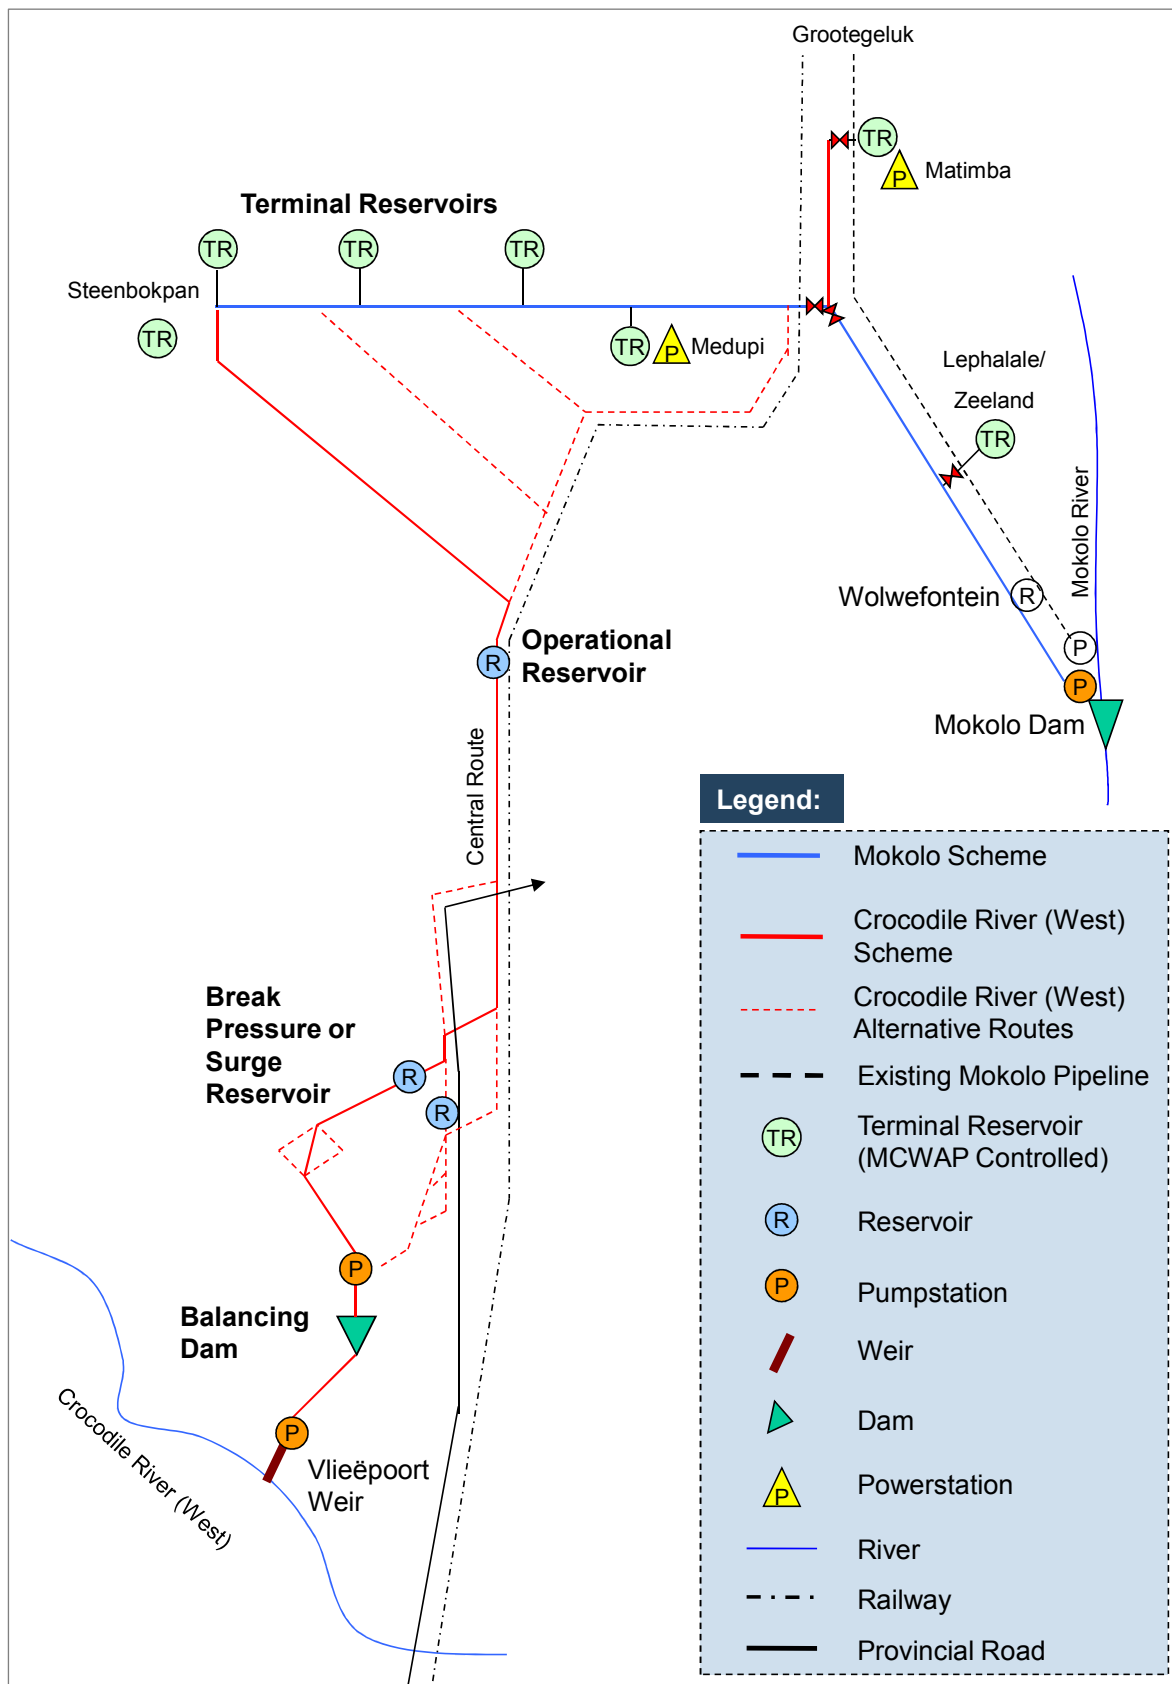 Grootegeluk
TR
P
Matimba
Terminal Reservoirs
TR
TR
TR
Steenbokpan
TR
TR
P
Medupi
Lephalale/
Zeeland
TR
Mokolo River
Wolwefontein
R
P
P
Mokolo Dam
R
Operational
Reservoir
Central Route
Break
Pressure or
Surge
Reservoir
R
R
P
Balancing
Dam
P
Vlieëpoort
Weir
Crocodile River (West)
Legend:
Mokolo Scheme
Crocodile River (West)
Scheme
Crocodile River (West)
Alternative Routes
Existing Mokolo Pipeline
TR
Terminal Reservoir
(MCWAP Controlled)
R
Reservoir
P
Pumpstation
Weir
Dam
P
Powerstation
River
Railway
Provincial Road